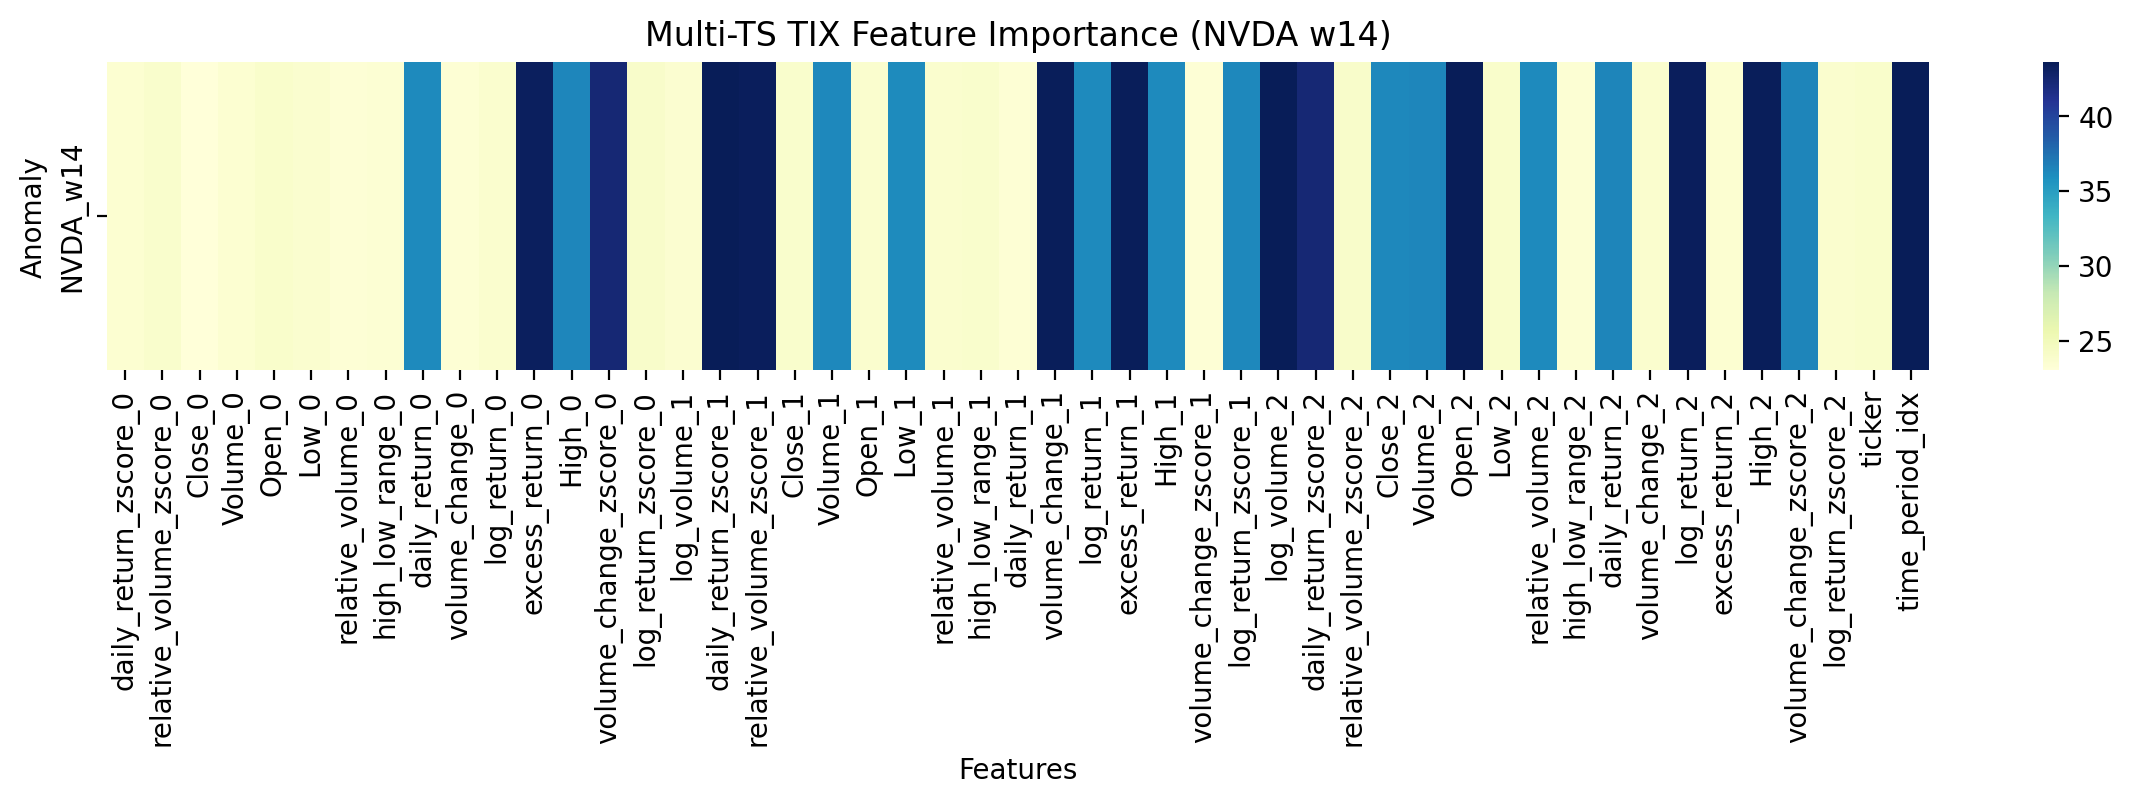 Multi-TS TIX Feature Importance (NVDA w14)
Anomaly
NVDA_w14
40
35
30
25
daily_return_zscore_0
relative_volume_zscore_0
Close_0
Volume_0
Open_0
Low_0
relative_volume_0
high_low_range_0
daily_return_0
volume_change_0
log_return_0
excess_return_0
High_0
volume_change_zscore_0
log_return_zscore_0
log_volume_1
daily_return_zscore_1
relative_volume_zscore_1
Close_1
Volume_1
Open_1
Low_1
relative_volume_1
high_low_range_1
daily_return_1
volume_change_1
log_return_1
excess_return_1
High_1
volume_change_zscore_1
log_return_zscore_1
log_volume_2
daily_return_zscore_2
relative_volume_zscore_2
Close_2
Volume_2
Open_2
Low_2
relative_volume_2
high_low_range_2
daily_return_2
volume_change_2
log_return_2
excess_return_2
High_2
volume_change_zscore_2
log_return_zscore_2
ticker
time_period_idx
Features